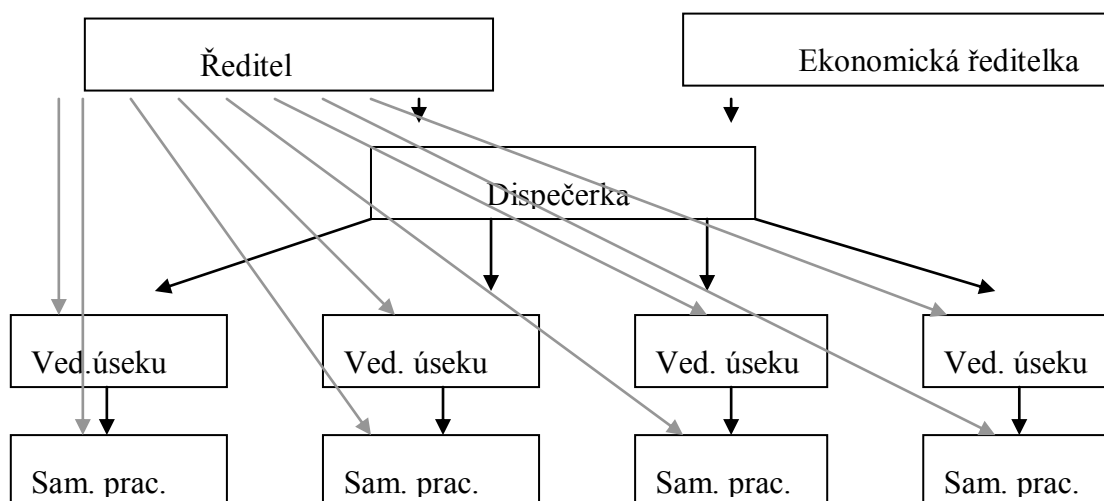 Ředitel
Ekonomická ředitelka
Dispečerka
Ved.úseku
Ved. úseku
Ved. úseku
Ved. úseku
Sam. prac.
Sam. prac.
Sam. prac.
Sam. prac.